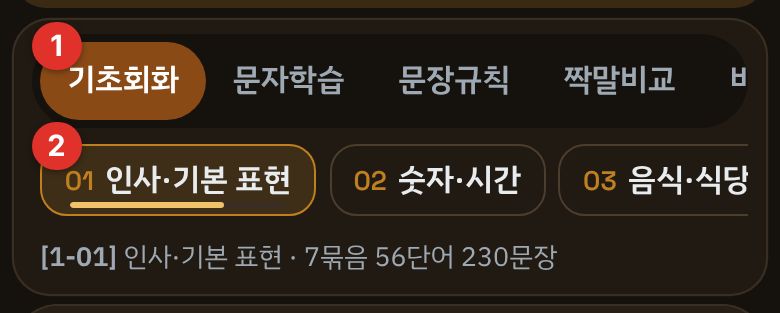 1
기초회화 문자학습 문장규칙 짝말비교
2
01 인사·기본 표현 02 숫자·시간 03 음식·식당
[1-01] 인사·기본 표현 · 7묶음 56단어 230문장